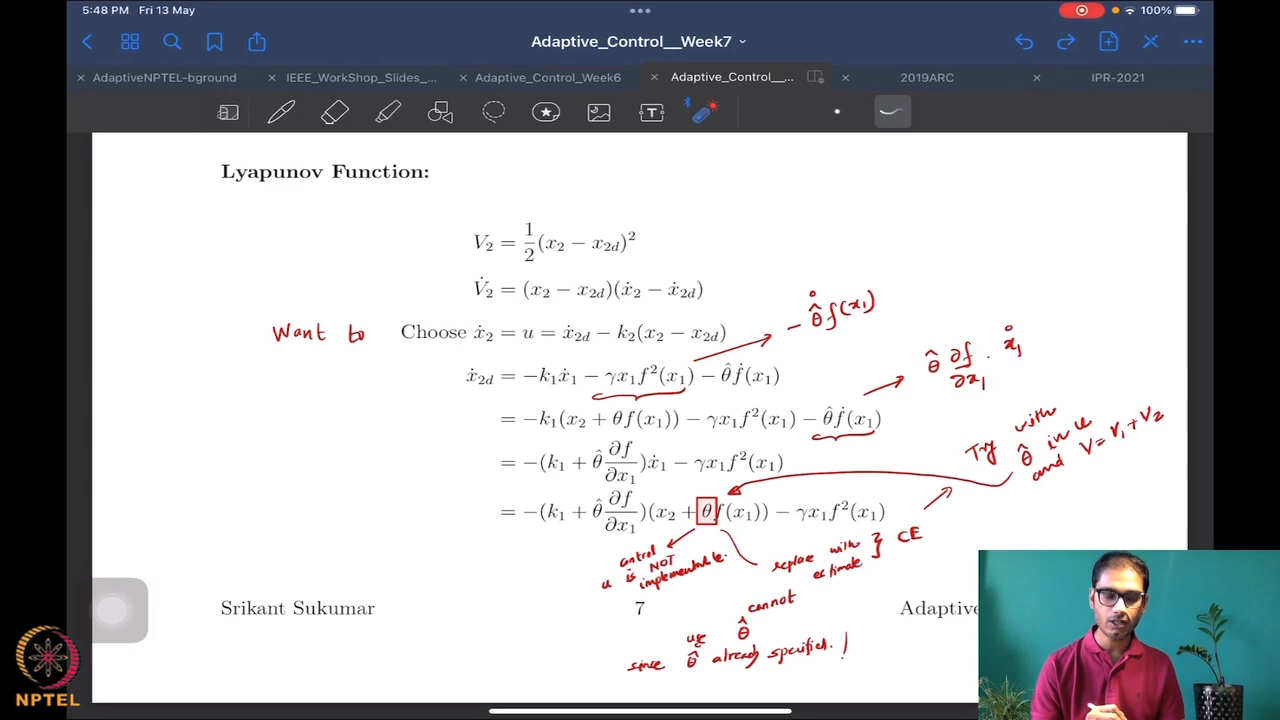 5:48 PM Fri 13 May
100%
Adaptive_Control__Week7
AdaptiveNPTEL-bground
IEEE_WorkShop_Slides_...
Adaptive_Control_Week6
Adaptive_Control__...
2019ARC
IPR-2021
Lyapunov Function:
V₂ = 1/2 (x₂ − x₂d)²
V̇₂ = (x₂ − x₂d)(ẋ₂ − ẋ₂d)
− θ̂̇ f(x₁)
Want to Choose ẋ₂ = u = ẋ₂d − k₂(x₂ − x₂d)
θ̂ ∂f/∂x₁ · ẋ₁
ẋ₂d = −k₁ẋ₁ − γx₁f²(x₁) − θ̂ḟ(x₁)
= −k₁(x₂ + θf(x₁)) − γx₁f²(x₁) − θ̂ḟ(x₁)
Try with
θ̂ in u
and V = V₁ + V₂
= −(k₁ + θ̂ ∂f/∂x₁)ẋ₁ − γx₁f²(x₁)
= −(k₁ + θ̂ ∂f/∂x₁)(x₂ + θf(x₁)) − γx₁f²(x₁)
control
u is NOT
implementable.
replace with
estimate } CE
cannot
use θ̂
since θ̂ already specified. !
Srikant Sukumar
7
Adaptive
NPTEL